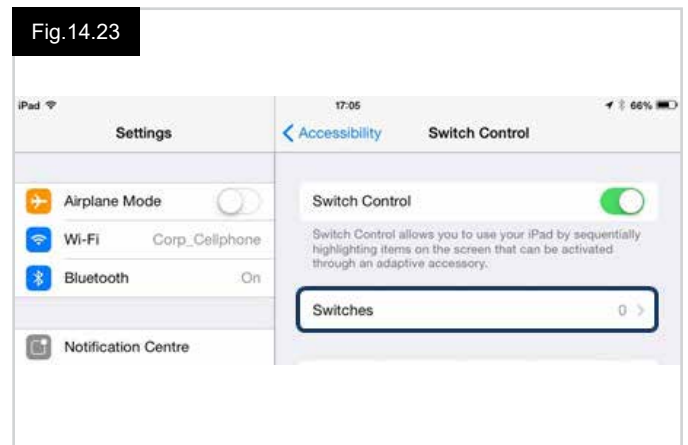 Fig.14.23
iPad 17:05 66%
Settings
Accessibility Switch Control
Airplane Mode
Wi-Fi Corp_Cellphone
Bluetooth On
Notification Centre
Switch Control
Switch Control allows you to use your iPad by sequentially
highlighting items on the screen that can be activated
through an adaptive accessory.
Switches 0